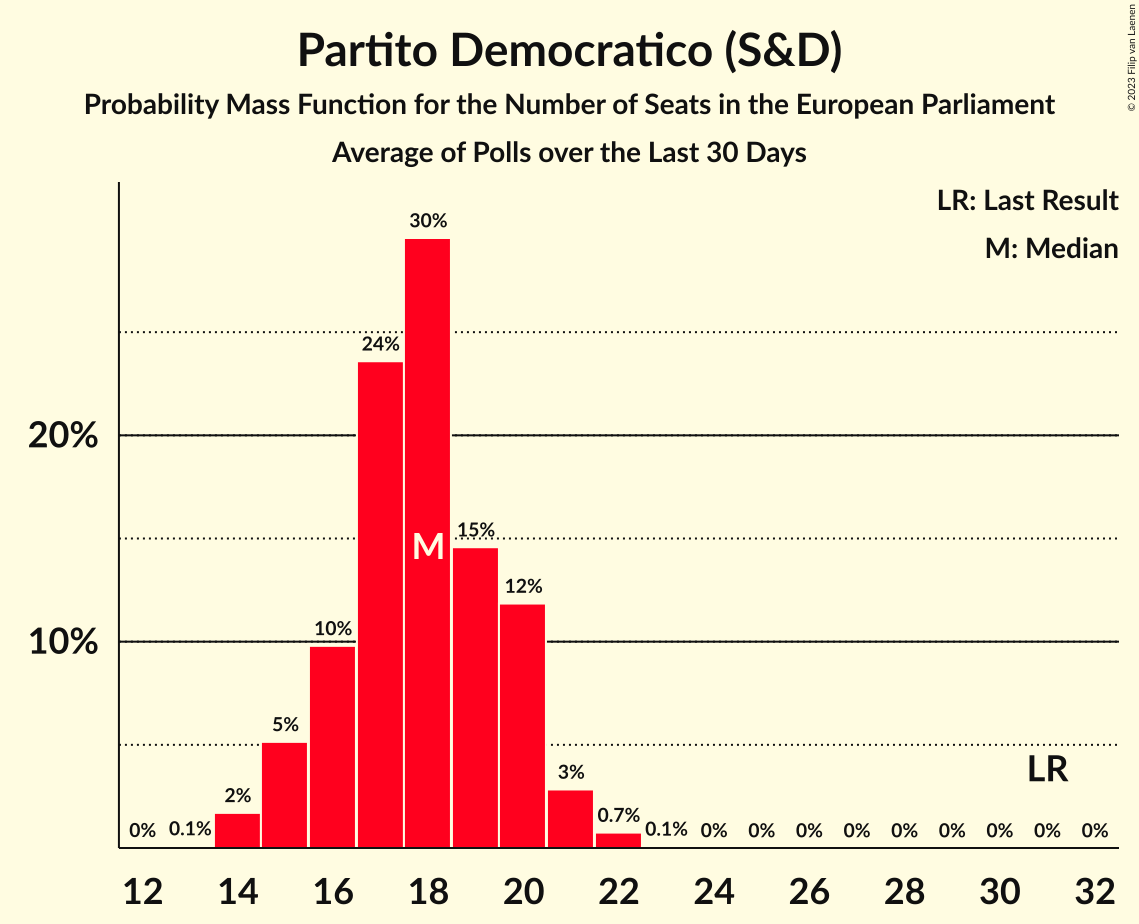 Partito Democratico (S&D)
Probability Mass Function for the Number of Seats in the European Parliament
Average of Polls over the Last 30 Days
© 2023 Filip van Laenen
LR: Last Result
M: Median
30%
24%
20%
15%
M
12%
10%
10%
5%
3%
LR
2%
0.7%
0% 0.1% 0.1% 0% 0% 0% 0% 0% 0% 0% 0% 0%
12 14 16 18 20 22 24 26 28 30 32